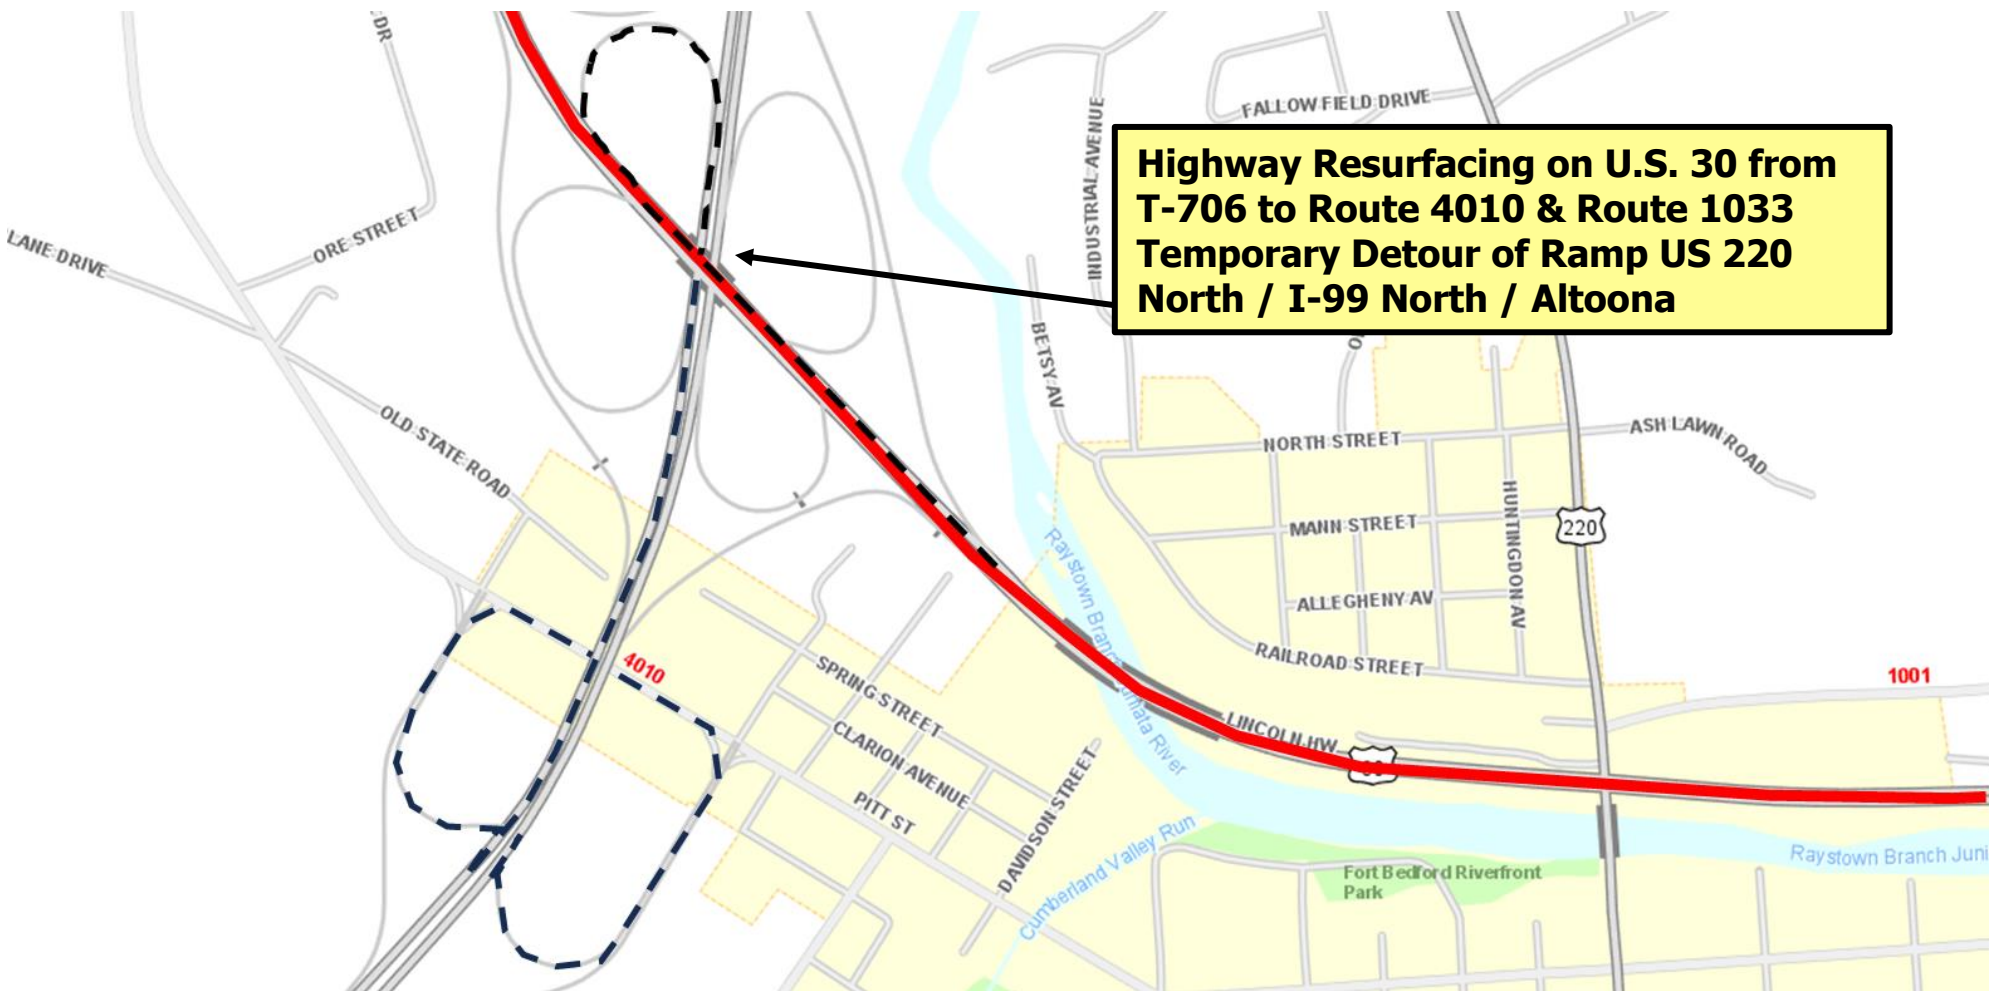 DR
FALLOW FIELD DRIVE
INDUSTRIAL AVENUE
Highway Resurfacing on U.S. 30 from
T-706 to Route 4010 & Route 1033
Temporary Detour of Ramp US 220
North / I-99 North / Altoona
LANE DRIVE
ORE STREET
BETSY AV
OLD STATE ROAD
NORTH STREET
ASH LAWN ROAD
HUNTINGDON AV
MANN STREET
220
Raystown Branch
ALLEGHENY AV
RAILROAD STREET
4010
1001
SPRING STREET
River
LINCOLN HW
CLARION AVENUE
PITT ST
DAVIDSON STREET
Cumberland Valley Run
Fort Bedford Riverfront
Park
Raystown Branch Juni